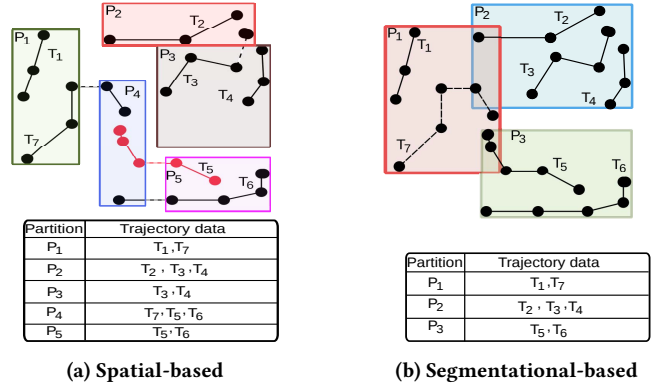 P1
T1
T7
P2
T2
P3
T3
T4
P4
T5
P5
T6
Partition Trajectory data
P1 T1,T7
P2 T2 , T3,T4
P3 T3,T4
P4 T7,T5,T6
P5 T5,T6
(a) Spatial-based
P1
T1
T7
P2
T2
T3
T4
P3
T5
T6
Partition Trajectory data
P1 T1,T7
P2 T2 , T3,T4
P3 T5,T6
(b) Segmentational-based